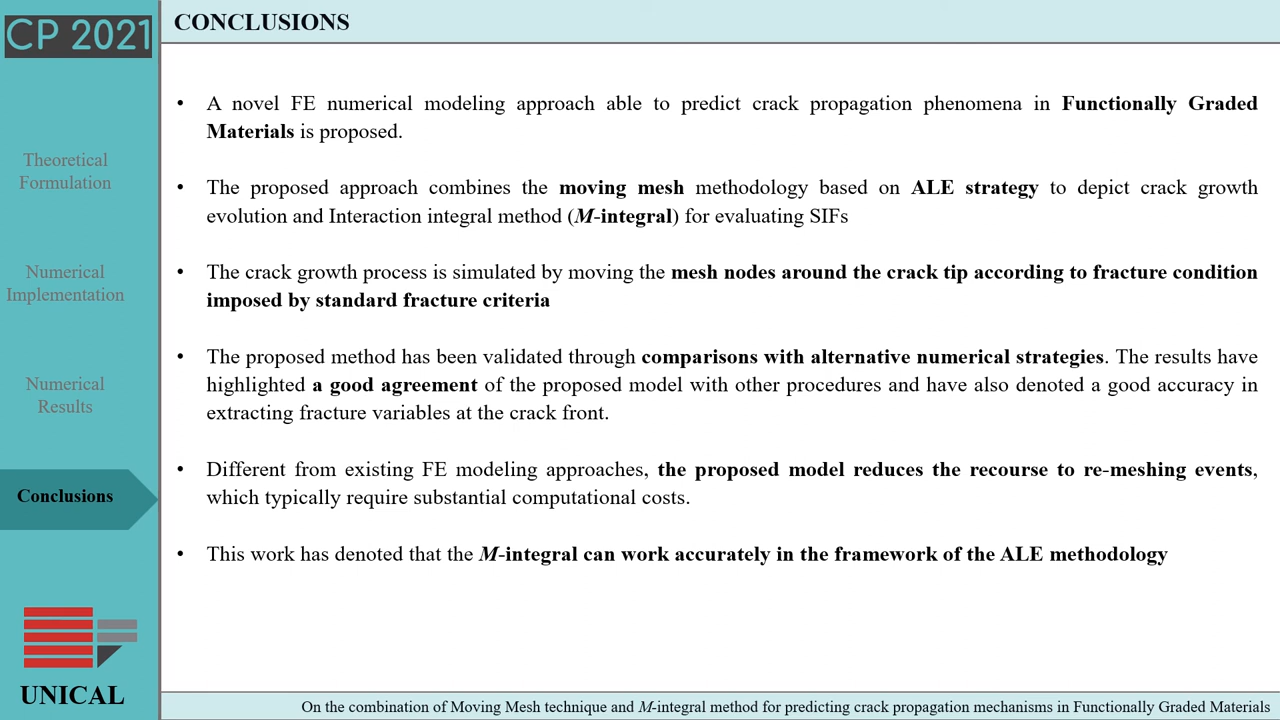 CP 2021
CONCLUSIONS
Theoretical
Formulation
Numerical
Implementation
Numerical
Results
Conclusions
UNICAL
• A novel FE numerical modeling approach able to predict crack propagation phenomena in Functionally Graded
Materials is proposed.
• The proposed approach combines the moving mesh methodology based on ALE strategy to depict crack growth
evolution and Interaction integral method (M-integral) for evaluating SIFs
• The crack growth process is simulated by moving the mesh nodes around the crack tip according to fracture condition
imposed by standard fracture criteria
• The proposed method has been validated through comparisons with alternative numerical strategies. The results have
highlighted a good agreement of the proposed model with other procedures and have also denoted a good accuracy in
extracting fracture variables at the crack front.
• Different from existing FE modeling approaches, the proposed model reduces the recourse to re-meshing events,
which typically require substantial computational costs.
• This work has denoted that the M-integral can work accurately in the framework of the ALE methodology
On the combination of Moving Mesh technique and M-integral method for predicting crack propagation mechanisms in Functionally Graded Materials